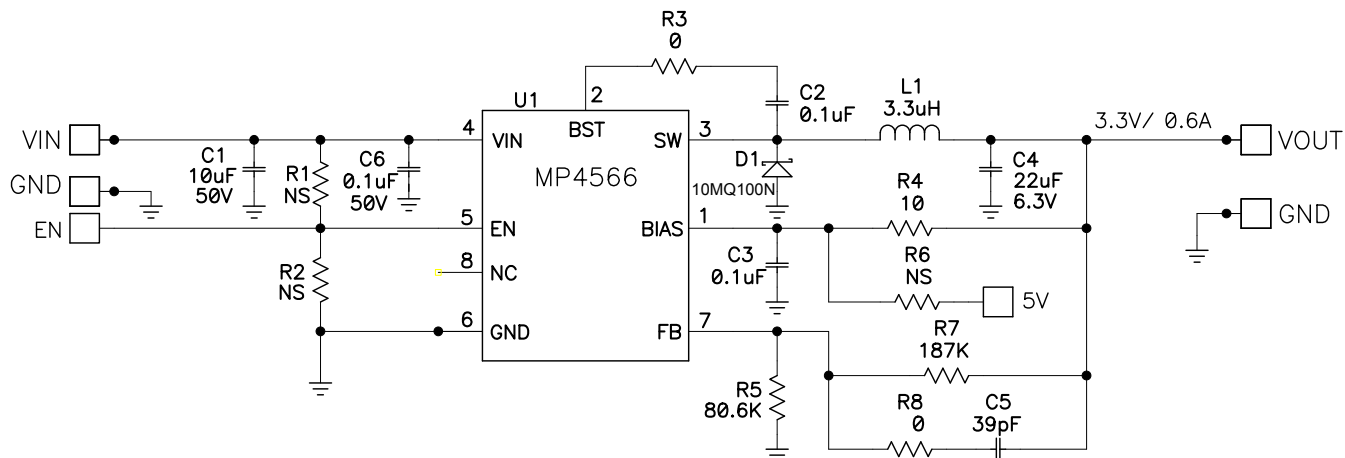 R3
0
U1
2
BST
C2
0.1uF
L1
3.3uH
3.3V/ 0.6A
VIN
4
VIN
SW
3
VOUT
C1
10uF
50V
R1
NS
C6
0.1uF
50V
MP4566
D1
10MQ100N
C4
22uF
6.3V
GND
R4
10
GND
EN
5
EN
BIAS
1
R2
NS
8
NC
C3
0.1uF
R6
NS
5V
6
GND
FB
7
R7
187K
R5
80.6K
R8
0
C5
39pF